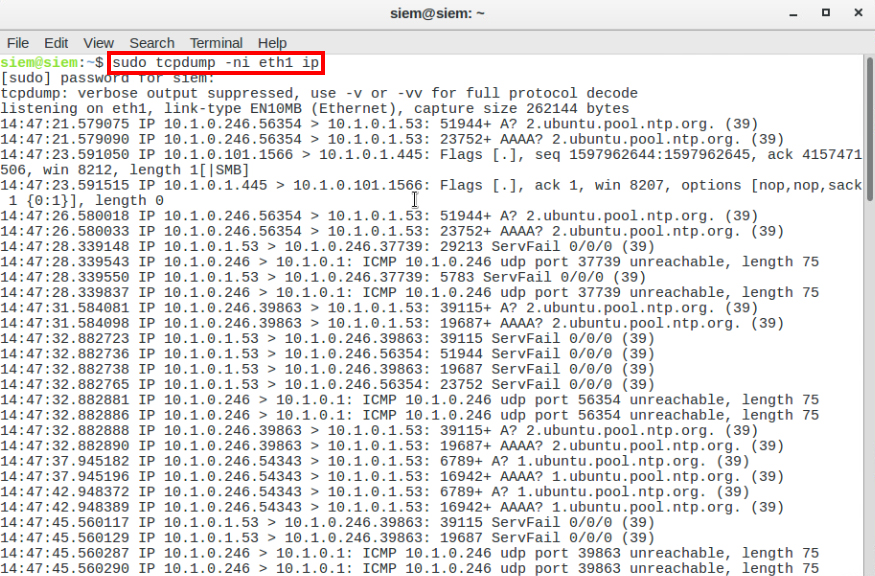 siem@siem: ~
File Edit View Search Terminal Help
siem@siem:~$ sudo tcpdump -ni eth1 ip
[sudo] password for siem:
tcpdump: verbose output suppressed, use -v or -vv for full protocol decode
listening on eth1, link-type EN10MB (Ethernet), capture size 262144 bytes
14:47:21.579075 IP 10.1.0.246.56354 > 10.1.0.1.53: 51944+ A? 2.ubuntu.pool.ntp.org. (39)
14:47:21.579090 IP 10.1.0.246.56354 > 10.1.0.1.53: 23752+ AAAA? 2.ubuntu.pool.ntp.org. (39)
14:47:23.591050 IP 10.1.0.101.1566 > 10.1.0.1.445: Flags [.], seq 1597962644:1597962645, ack 4157471
506, win 8212, length 1[|SMB]
14:47:23.591515 IP 10.1.0.1.445 > 10.1.0.101.1566: Flags [.], ack 1, win 8207, options [nop,nop,sack
1 {0:1}], length 0
14:47:26.580018 IP 10.1.0.246.56354 > 10.1.0.1.53: 51944+ A? 2.ubuntu.pool.ntp.org. (39)
14:47:26.580033 IP 10.1.0.246.56354 > 10.1.0.1.53: 23752+ AAAA? 2.ubuntu.pool.ntp.org. (39)
14:47:28.339148 IP 10.1.0.1.53 > 10.1.0.246.37739: 29213 ServFail 0/0/0 (39)
14:47:28.339543 IP 10.1.0.246 > 10.1.0.1: ICMP 10.1.0.246 udp port 37739 unreachable, length 75
14:47:28.339550 IP 10.1.0.1.53 > 10.1.0.246.37739: 5783 ServFail 0/0/0 (39)
14:47:28.339837 IP 10.1.0.246 > 10.1.0.1: ICMP 10.1.0.246 udp port 37739 unreachable, length 75
14:47:31.584081 IP 10.1.0.246.39863 > 10.1.0.1.53: 39115+ A? 2.ubuntu.pool.ntp.org. (39)
14:47:31.584098 IP 10.1.0.246.39863 > 10.1.0.1.53: 19687+ AAAA? 2.ubuntu.pool.ntp.org. (39)
14:47:32.882723 IP 10.1.0.1.53 > 10.1.0.246.39863: 39115 ServFail 0/0/0 (39)
14:47:32.882736 IP 10.1.0.1.53 > 10.1.0.246.56354: 51944 ServFail 0/0/0 (39)
14:47:32.882738 IP 10.1.0.1.53 > 10.1.0.246.39863: 19687 ServFail 0/0/0 (39)
14:47:32.882765 IP 10.1.0.1.53 > 10.1.0.246.56354: 23752 ServFail 0/0/0 (39)
14:47:32.882881 IP 10.1.0.246 > 10.1.0.1: ICMP 10.1.0.246 udp port 56354 unreachable, length 75
14:47:32.882886 IP 10.1.0.246 > 10.1.0.1: ICMP 10.1.0.246 udp port 56354 unreachable, length 75
14:47:32.882888 IP 10.1.0.246.39863 > 10.1.0.1.53: 39115+ A? 2.ubuntu.pool.ntp.org. (39)
14:47:32.882890 IP 10.1.0.246.39863 > 10.1.0.1.53: 19687+ AAAA? 2.ubuntu.pool.ntp.org. (39)
14:47:37.945182 IP 10.1.0.246.54343 > 10.1.0.1.53: 6789+ A? 1.ubuntu.pool.ntp.org. (39)
14:47:37.945196 IP 10.1.0.246.54343 > 10.1.0.1.53: 16942+ AAAA? 1.ubuntu.pool.ntp.org. (39)
14:47:42.948372 IP 10.1.0.246.54343 > 10.1.0.1.53: 6789+ A? 1.ubuntu.pool.ntp.org. (39)
14:47:42.948389 IP 10.1.0.246.54343 > 10.1.0.1.53: 16942+ AAAA? 1.ubuntu.pool.ntp.org. (39)
14:47:45.560117 IP 10.1.0.1.53 > 10.1.0.246.39863: 39115 ServFail 0/0/0 (39)
14:47:45.560129 IP 10.1.0.1.53 > 10.1.0.246.39863: 19687 ServFail 0/0/0 (39)
14:47:45.560287 IP 10.1.0.246 > 10.1.0.1: ICMP 10.1.0.246 udp port 39863 unreachable, length 75
14:47:45.560290 IP 10.1.0.246 > 10.1.0.1: ICMP 10.1.0.246 udp port 39863 unreachable, length 75